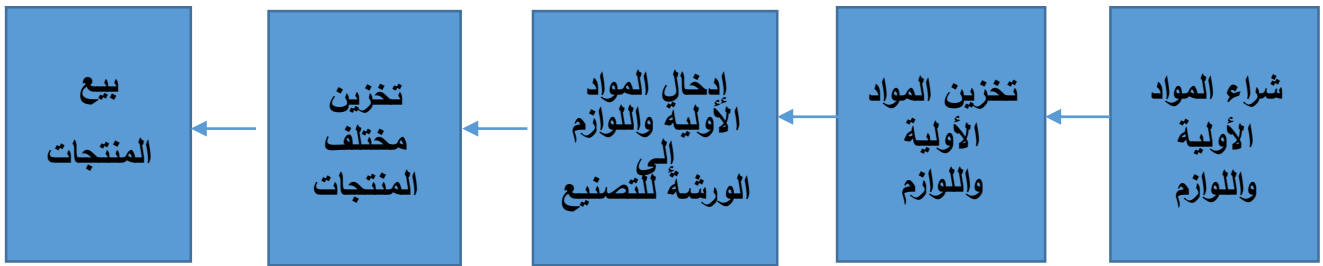 شراء المواد
الأولية
واللوازم
تخزين المواد
الأولية
واللوازم
إدخال المواد
الأولية واللوازم
إلى
الورشة للتصنيع
تخزين
مختلف
المنتجات
بيع
المنتجات